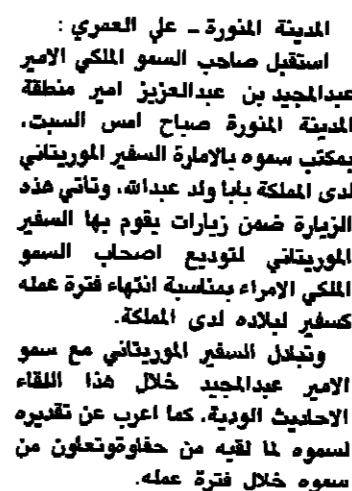 المدينة المنورة - علي العمري :
استقبل صاحب السمو الملكي الامير
عبدالمجيد بن عبدالعزيز امير منطقة
المدينة المنورة صباح امس السبت،
بمكتب سموه بالامارة السفير الموريتاني
لدى المملكة بابا ولد عبدالله، وتأتي هذه
الزيارة ضمن زيارات يقوم بها السفير
الموريتاني لتوديع اصحاب السمو
الملكي الامراء بمناسبة انتهاء فترة عمله
كسفير لبلاده لدى المملكة.
وتبادل السفير الموريتاني مع سمو
الامير عبدالمجيد خلال هذا اللقاء
الاحاديث الودية، كما اعرب عن تقديره
لسموه لما لقيه من حفاوةوتعاون من
سموه خلال فترة عمله.